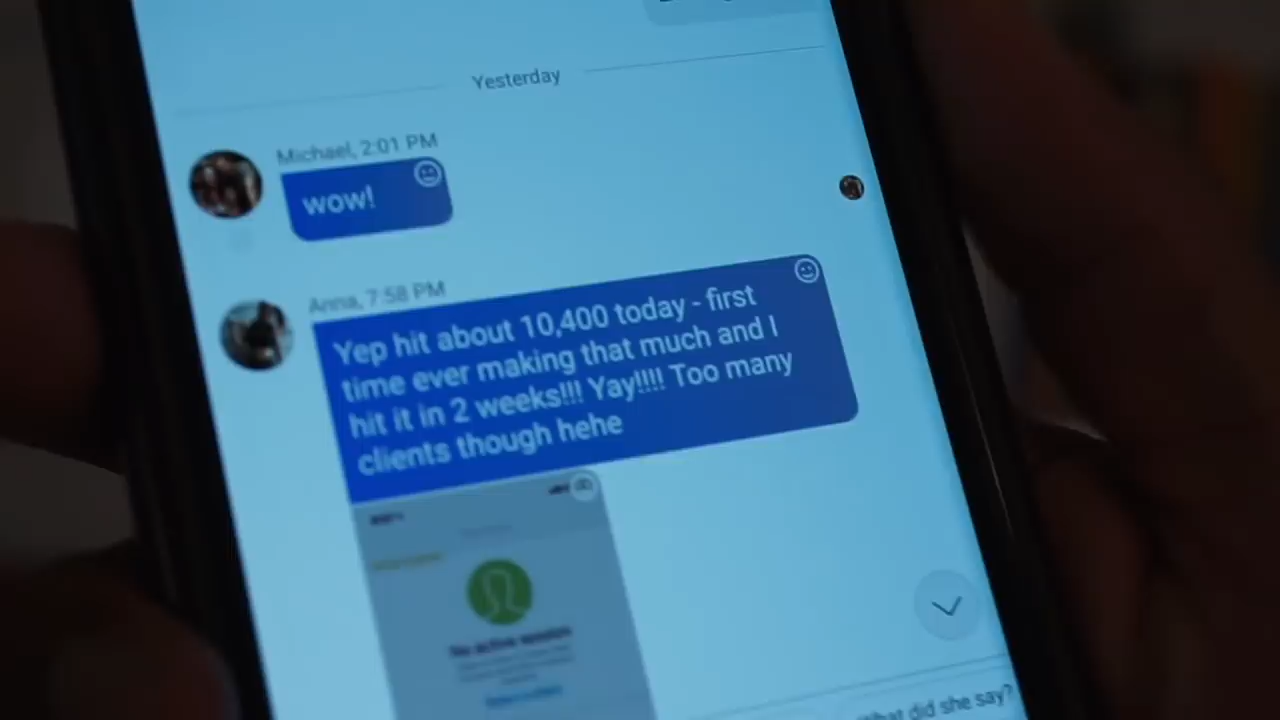 Yesterday
Michael, 2:01 PM
wow!
Anna, 7:58 PM
Yep hit about 10,400 today - first
time ever making that much and I
hit it in 2 weeks!!! Yay!!!! Too many
clients though hehe
No active session
What did she say?